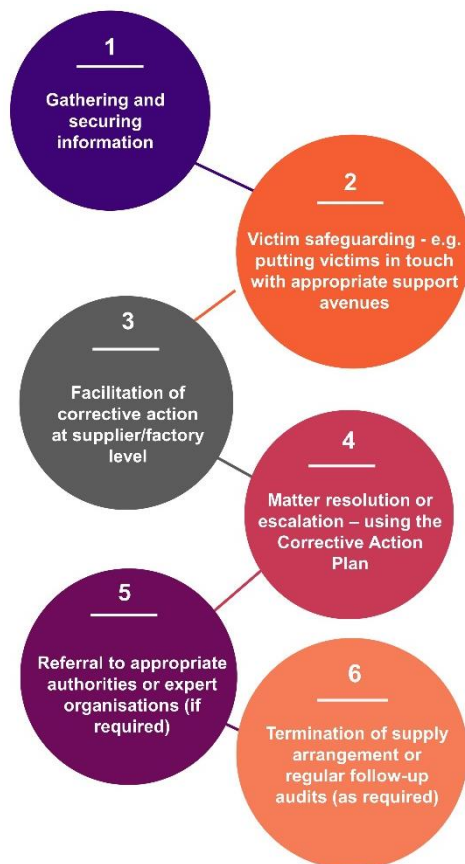 1
Gathering and
securing
information
2
Victim safeguarding - e.g.
putting victims in touch
with appropriate support
avenues
3
Facilitation of
corrective action
at supplier/factory
level
4
Matter resolution or
escalation – using the
Corrective Action
Plan
5
Referral to appropriate
authorities or expert
organisations (if
required)
6
Termination of supply
arrangement or
regular follow-up
audits (as required)